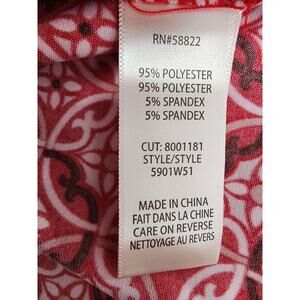 RN#58822
95% POLYESTER
95% POLYESTER
5% SPANDEX
5% SPANDEX
CUT: 8001181
STYLE/STYLE
5901W51
MADE IN CHINA
FAIT DANS LA CHINE
CARE ON REVERSE
NETTOYAGE AU REVERS